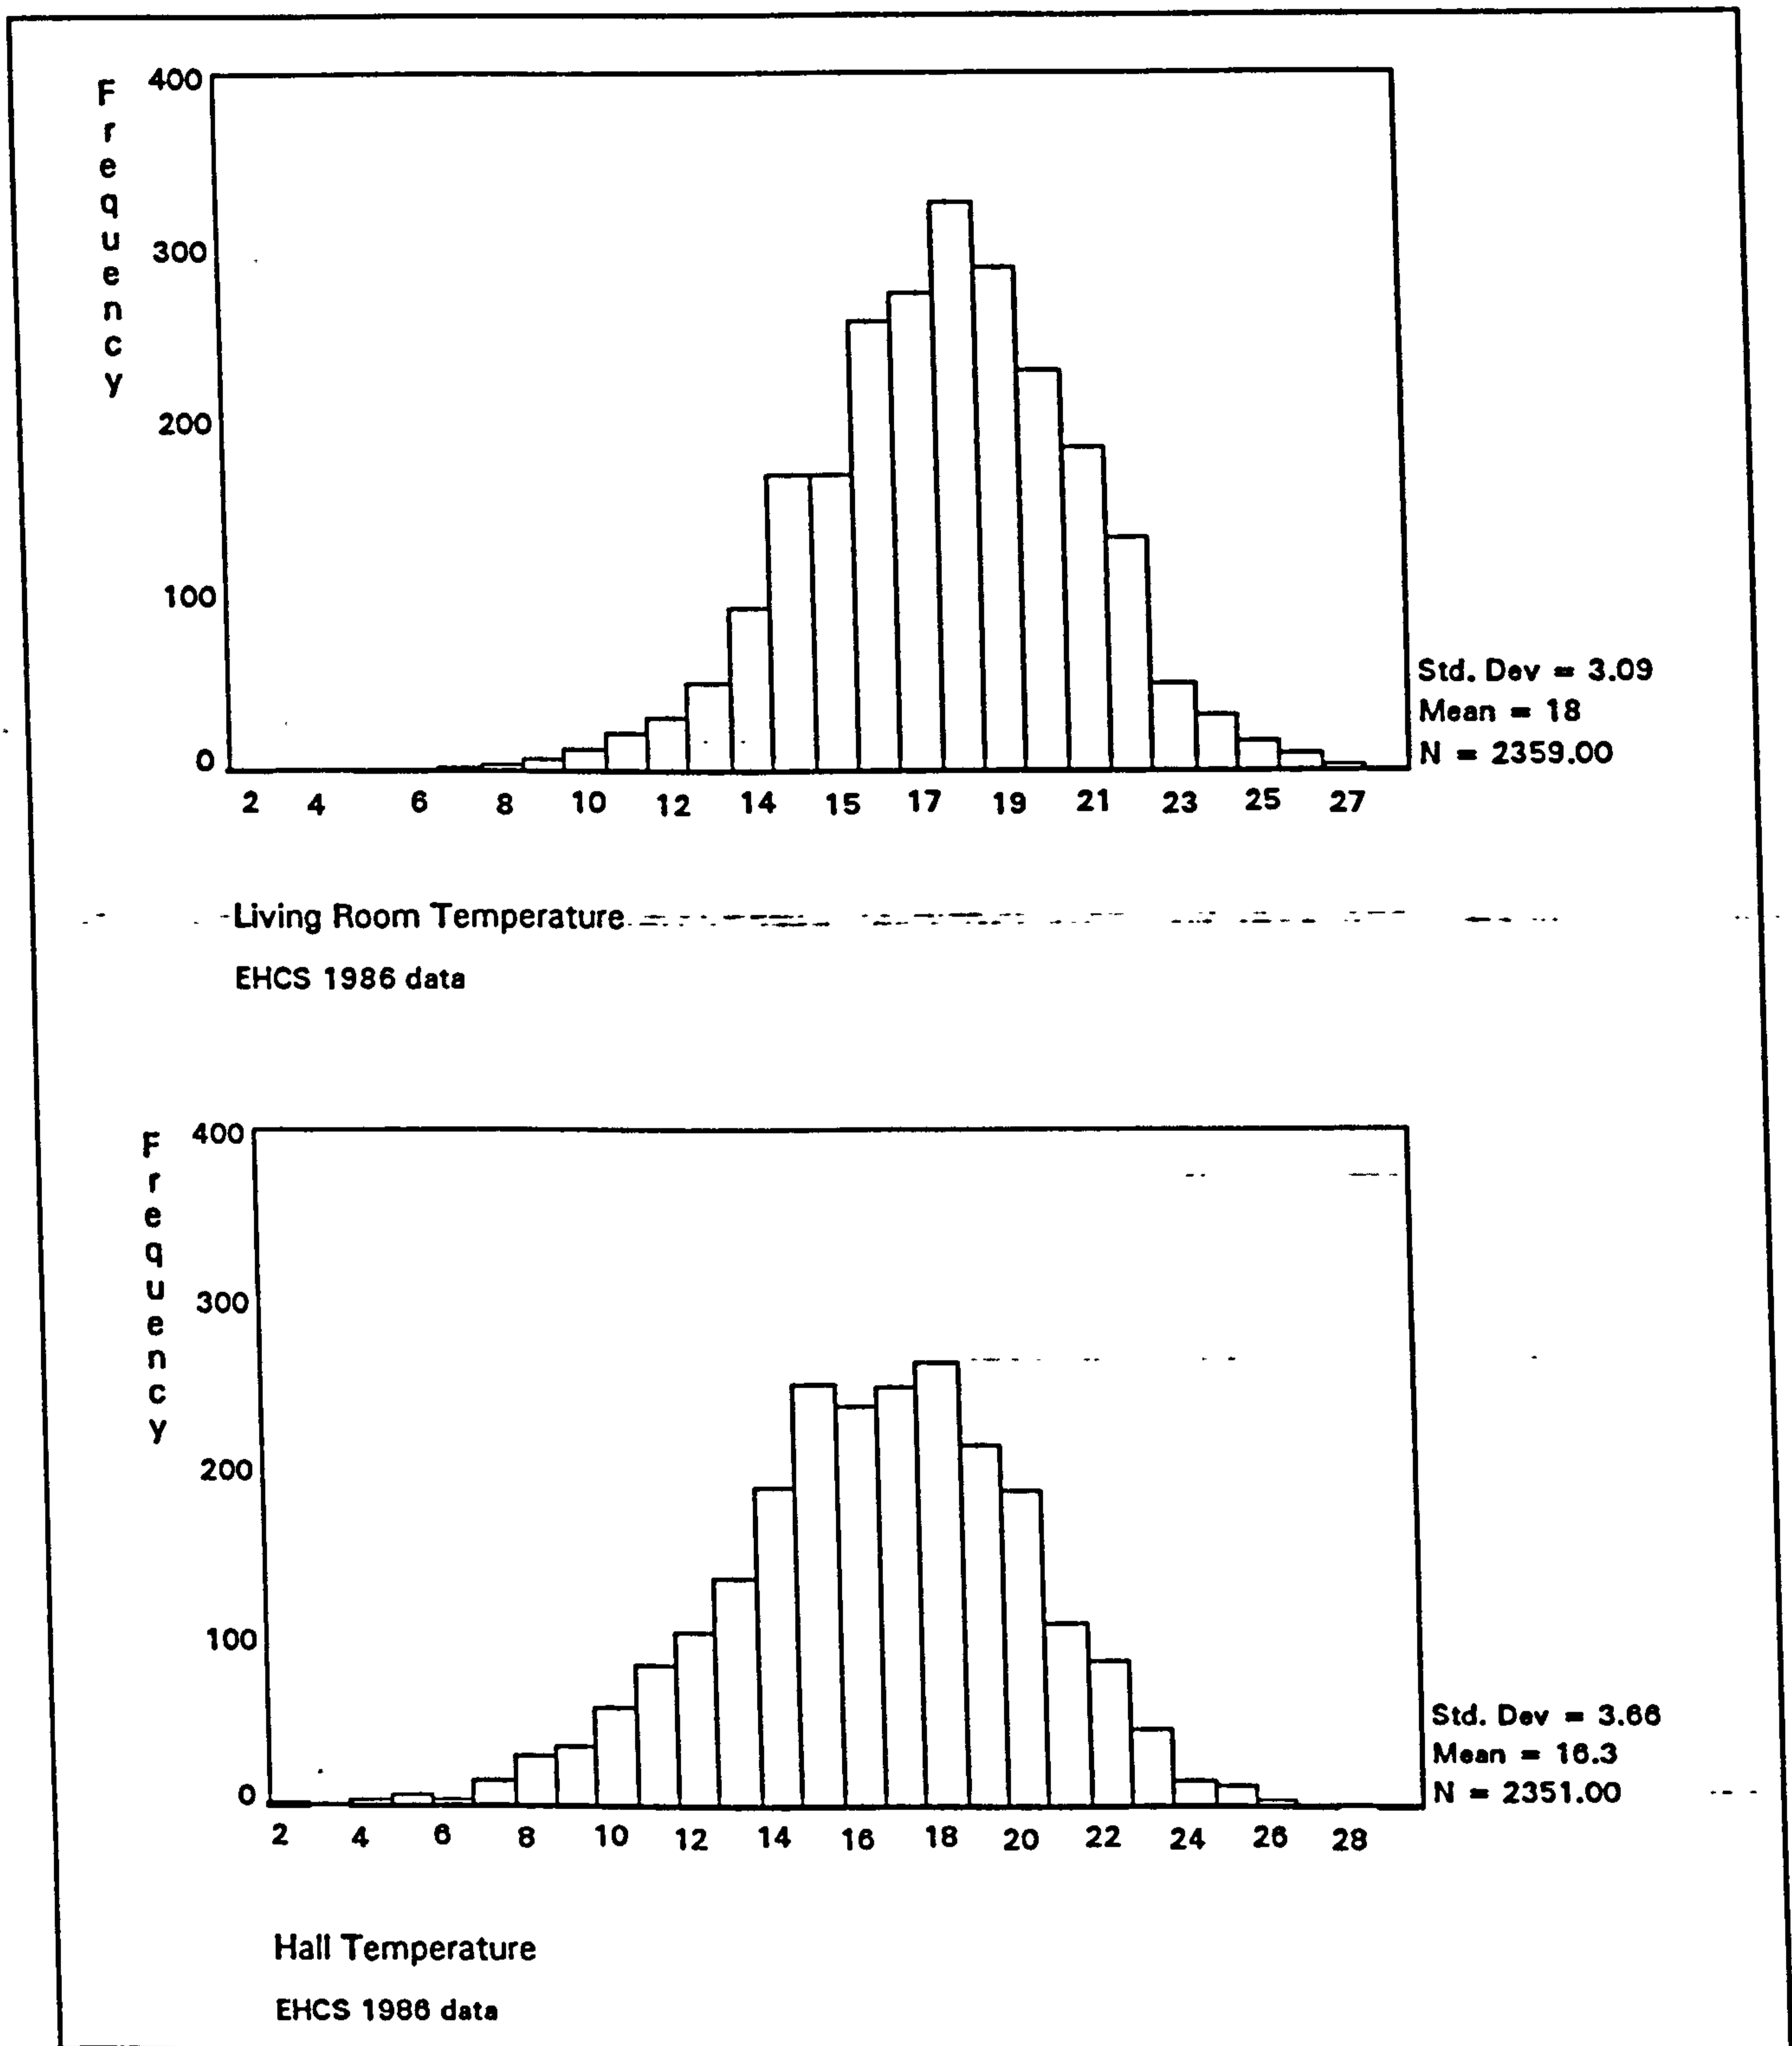 Frequency
400
300
200
100
0
2 4 6 8 10 12 14 15 17 19 21 23 25 27
Std. Dev = 3.09
Mean = 18
N = 2359.00
Living Room Temperature
EHCS 1986 data
Frequency
400
300
200
100
0
2 4 6 8 10 12 14 16 18 20 22 24 26 28
Std. Dev = 3.66
Mean = 16.3
N = 2351.00
Hall Temperature
EHCS 1986 data